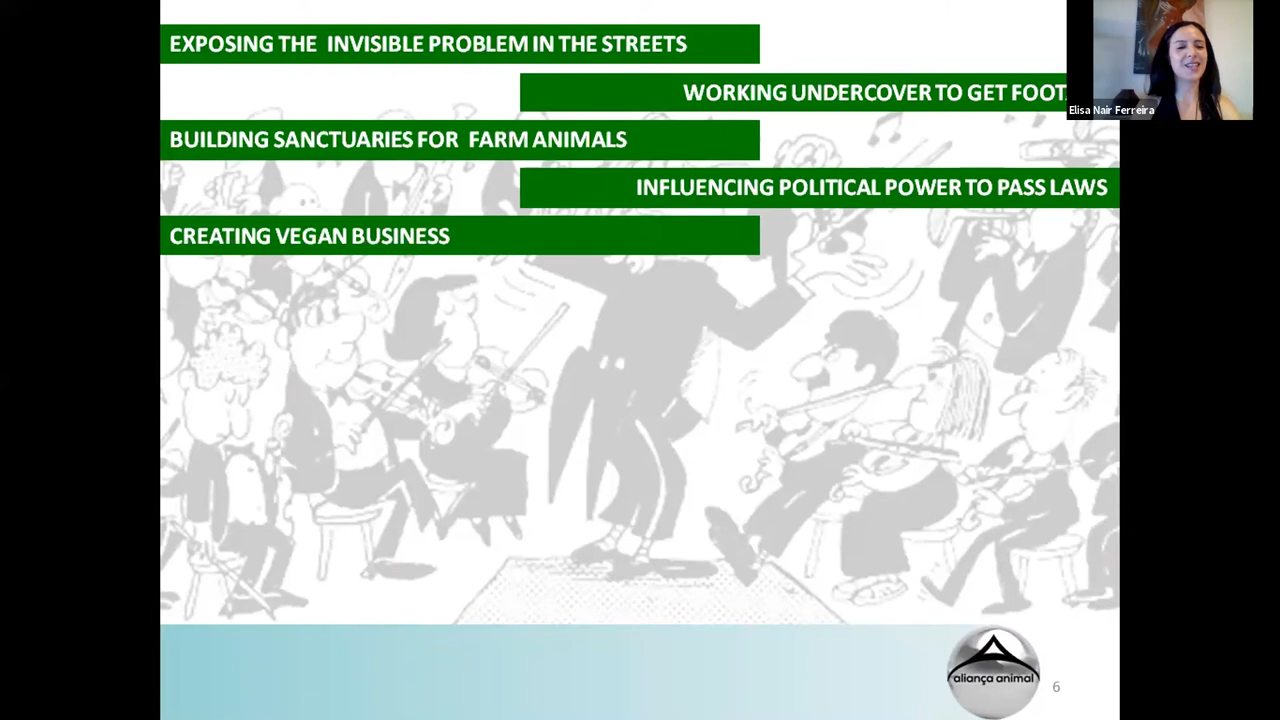 EXPOSING THE INVISIBLE PROBLEM IN THE STREETS
WORKING UNDERCOVER TO GET FOOT
Elisa Nair Ferreira
BUILDING SANCTUARIES FOR FARM ANIMALS
INFLUENCING POLITICAL POWER TO PASS LAWS
CREATING VEGAN BUSINESS
aliança animal
6